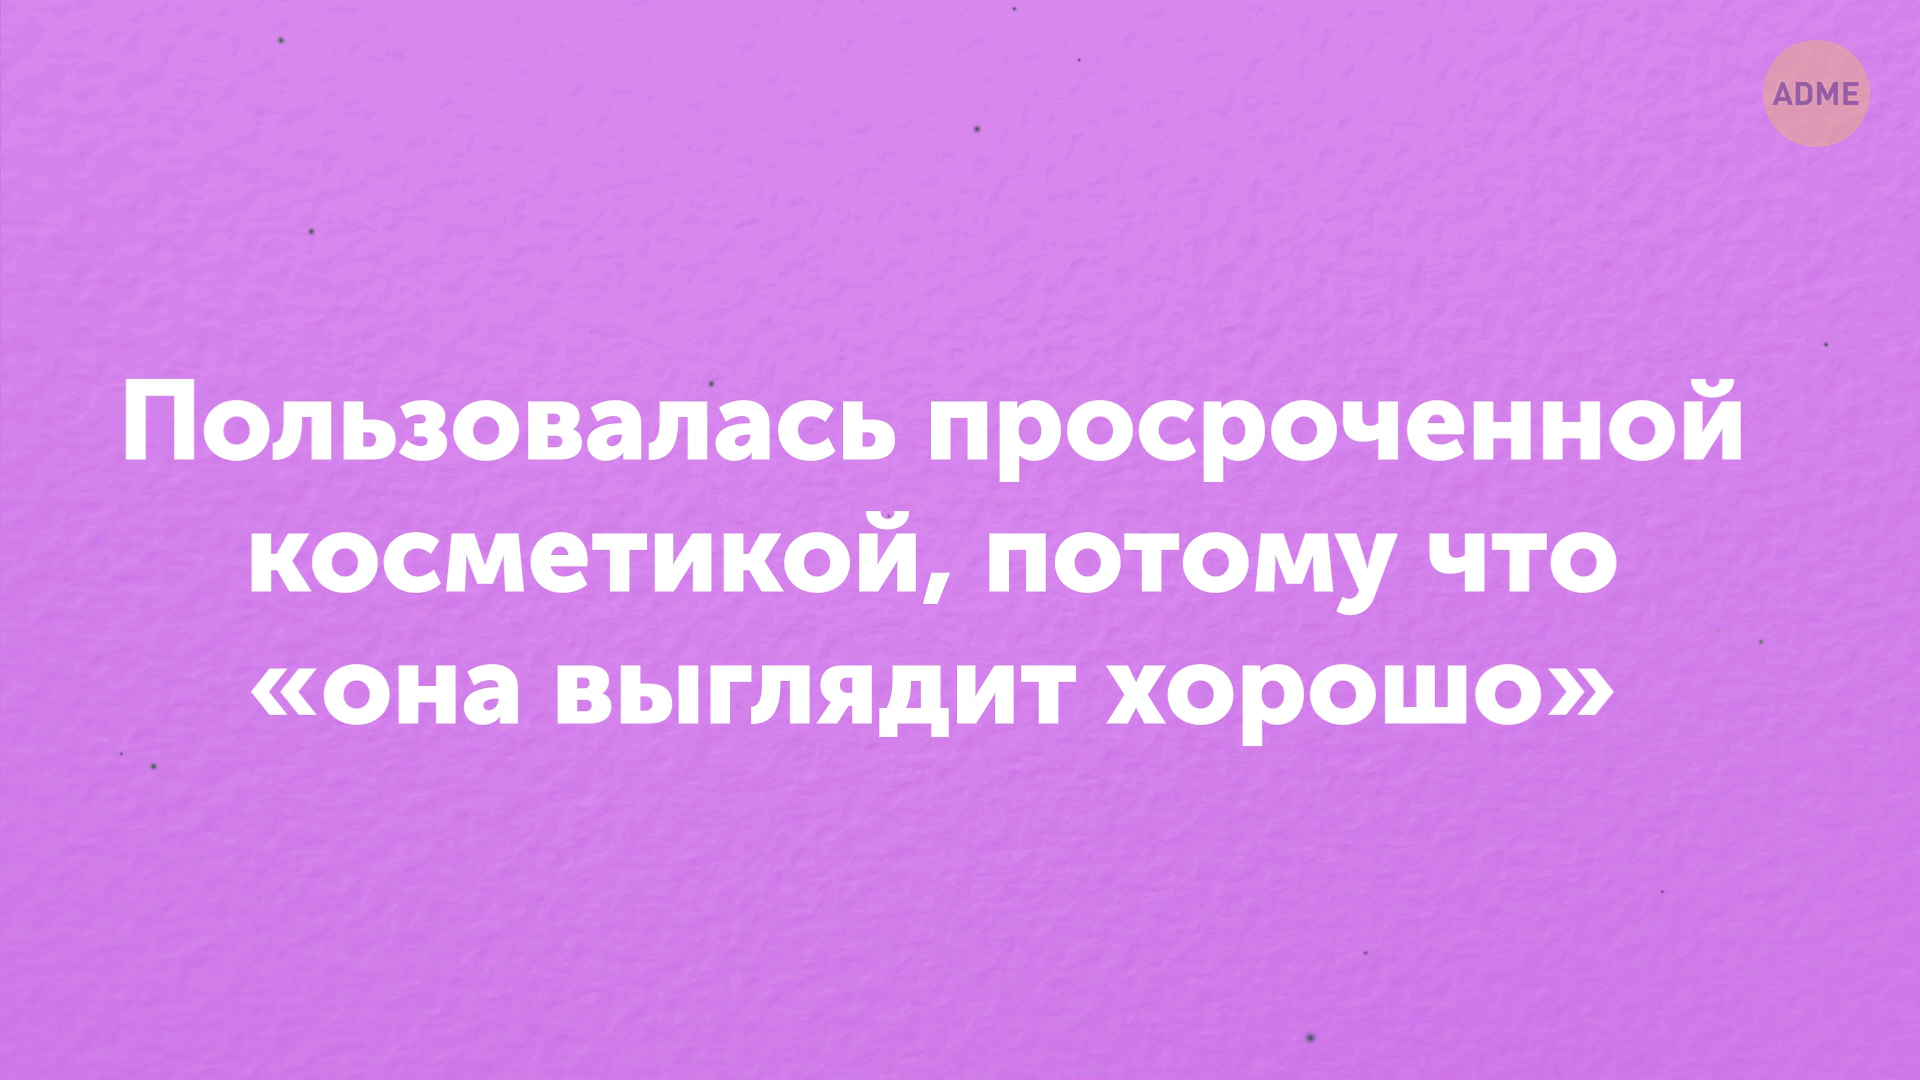 ADME
Пользовалась просроченной
косметикой, потому что
«она выглядит хорошо»